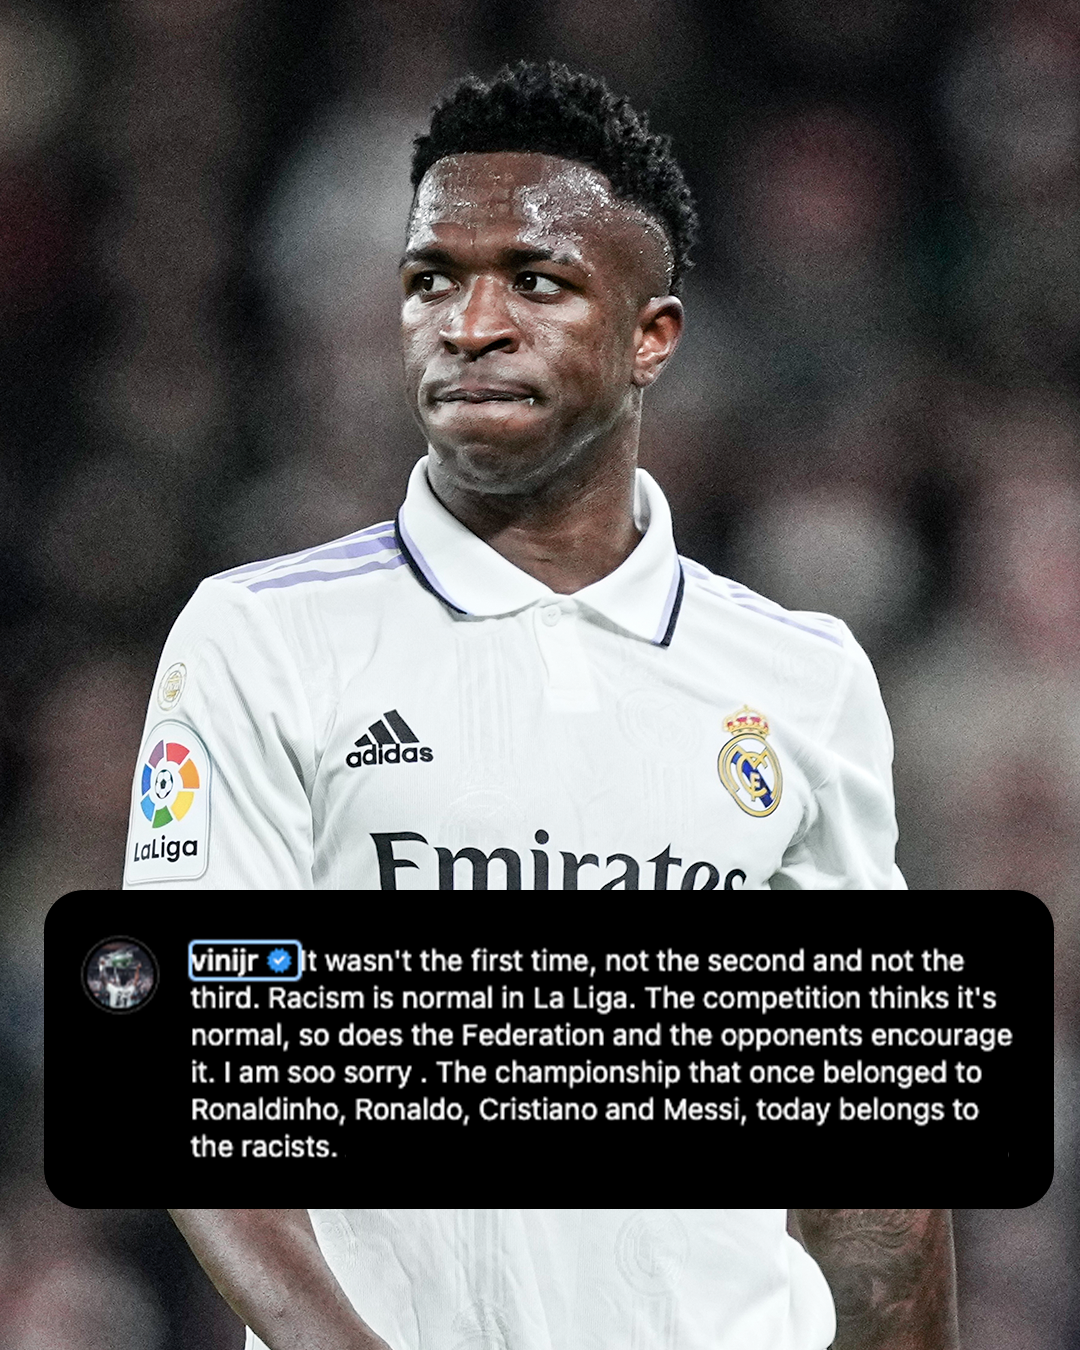 LaLiga
adidas
Emirates
vinijr It wasn't the first time, not the second and not the
third. Racism is normal in La Liga. The competition thinks it's
normal, so does the Federation and the opponents encourage
it. I am soo sorry . The championship that once belonged to
Ronaldinho, Ronaldo, Cristiano and Messi, today belongs to
the racists.